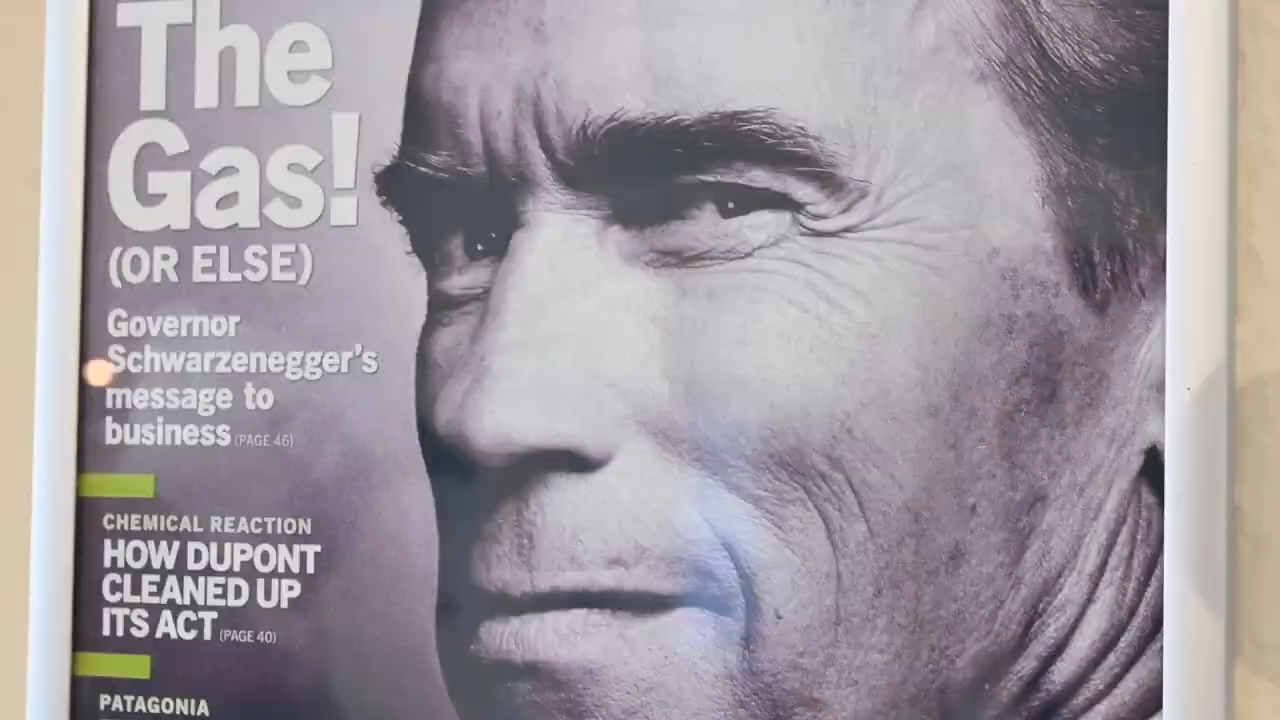 The
Gas!
(OR ELSE)
Governor
Schwarzenegger's
message to
business (PAGE 46)
CHEMICAL REACTION
HOW DUPONT
CLEANED UP
ITS ACT (PAGE 40)
PATAGONIA